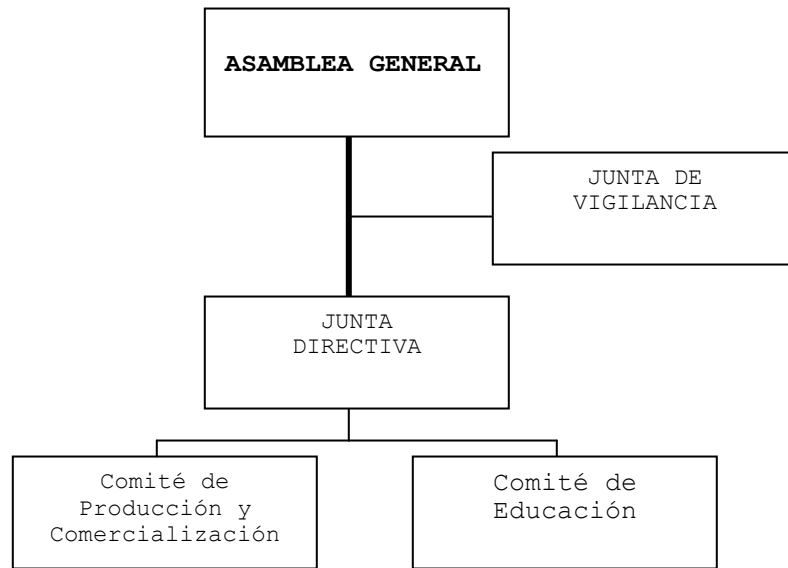 ASAMBLEA GENERAL
JUNTA DE
VIGILANCIA
JUNTA
DIRECTIVA
Comité de
Producción y
Comercialización
Comité de
Educación